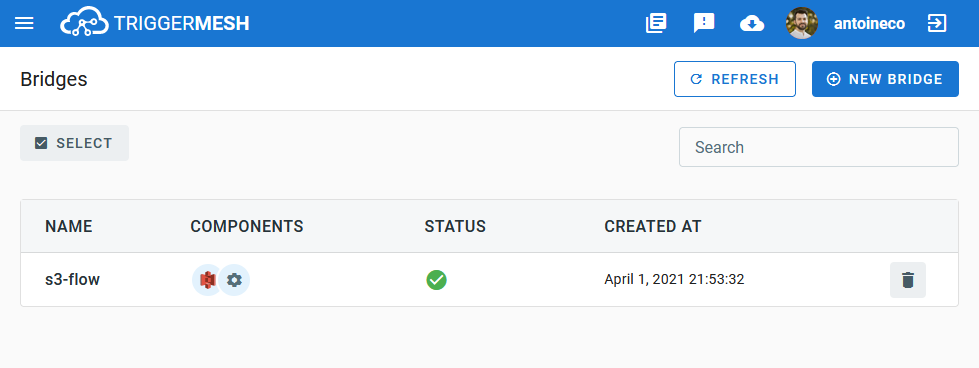 TRIGGERMESH antoineco
Bridges REFRESH NEW BRIDGE
SELECT Search
NAME COMPONENTS STATUS CREATED AT
s3-flow April 1, 2021 21:53:32